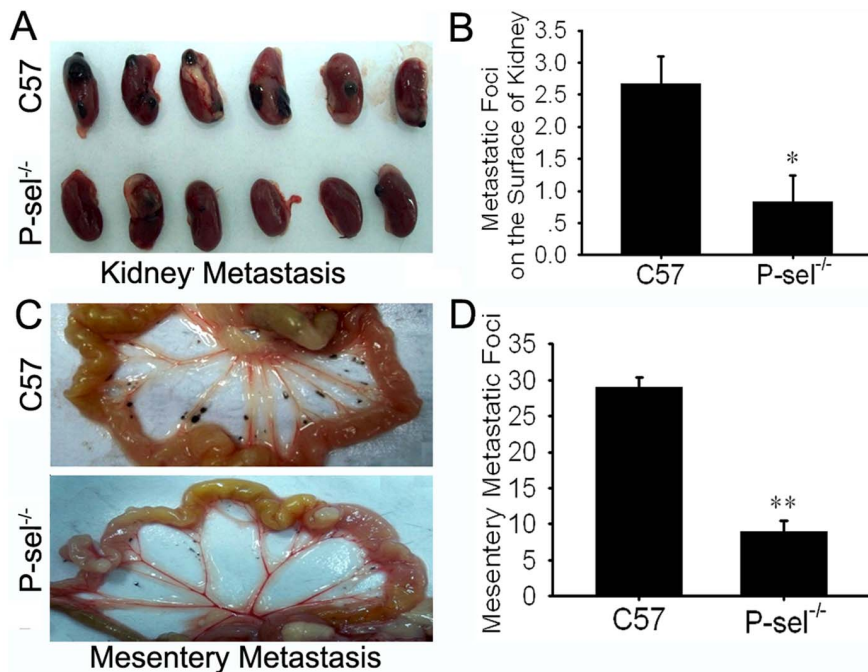 A
C57
P-sel-/-
Kidney Metastasis
B
Metastatic Foci
on the Surface of Kidney
3.5
3.0
2.5
2.0
1.5
1.0
0.5
0.0
*
C57
P-sel-/-
C
C57
P-sel-/-
Mesentery Metastasis
D
Mesentery Metastatic Foci
35
30
25
20
15
10
5
0
**
C57
P-sel-/-